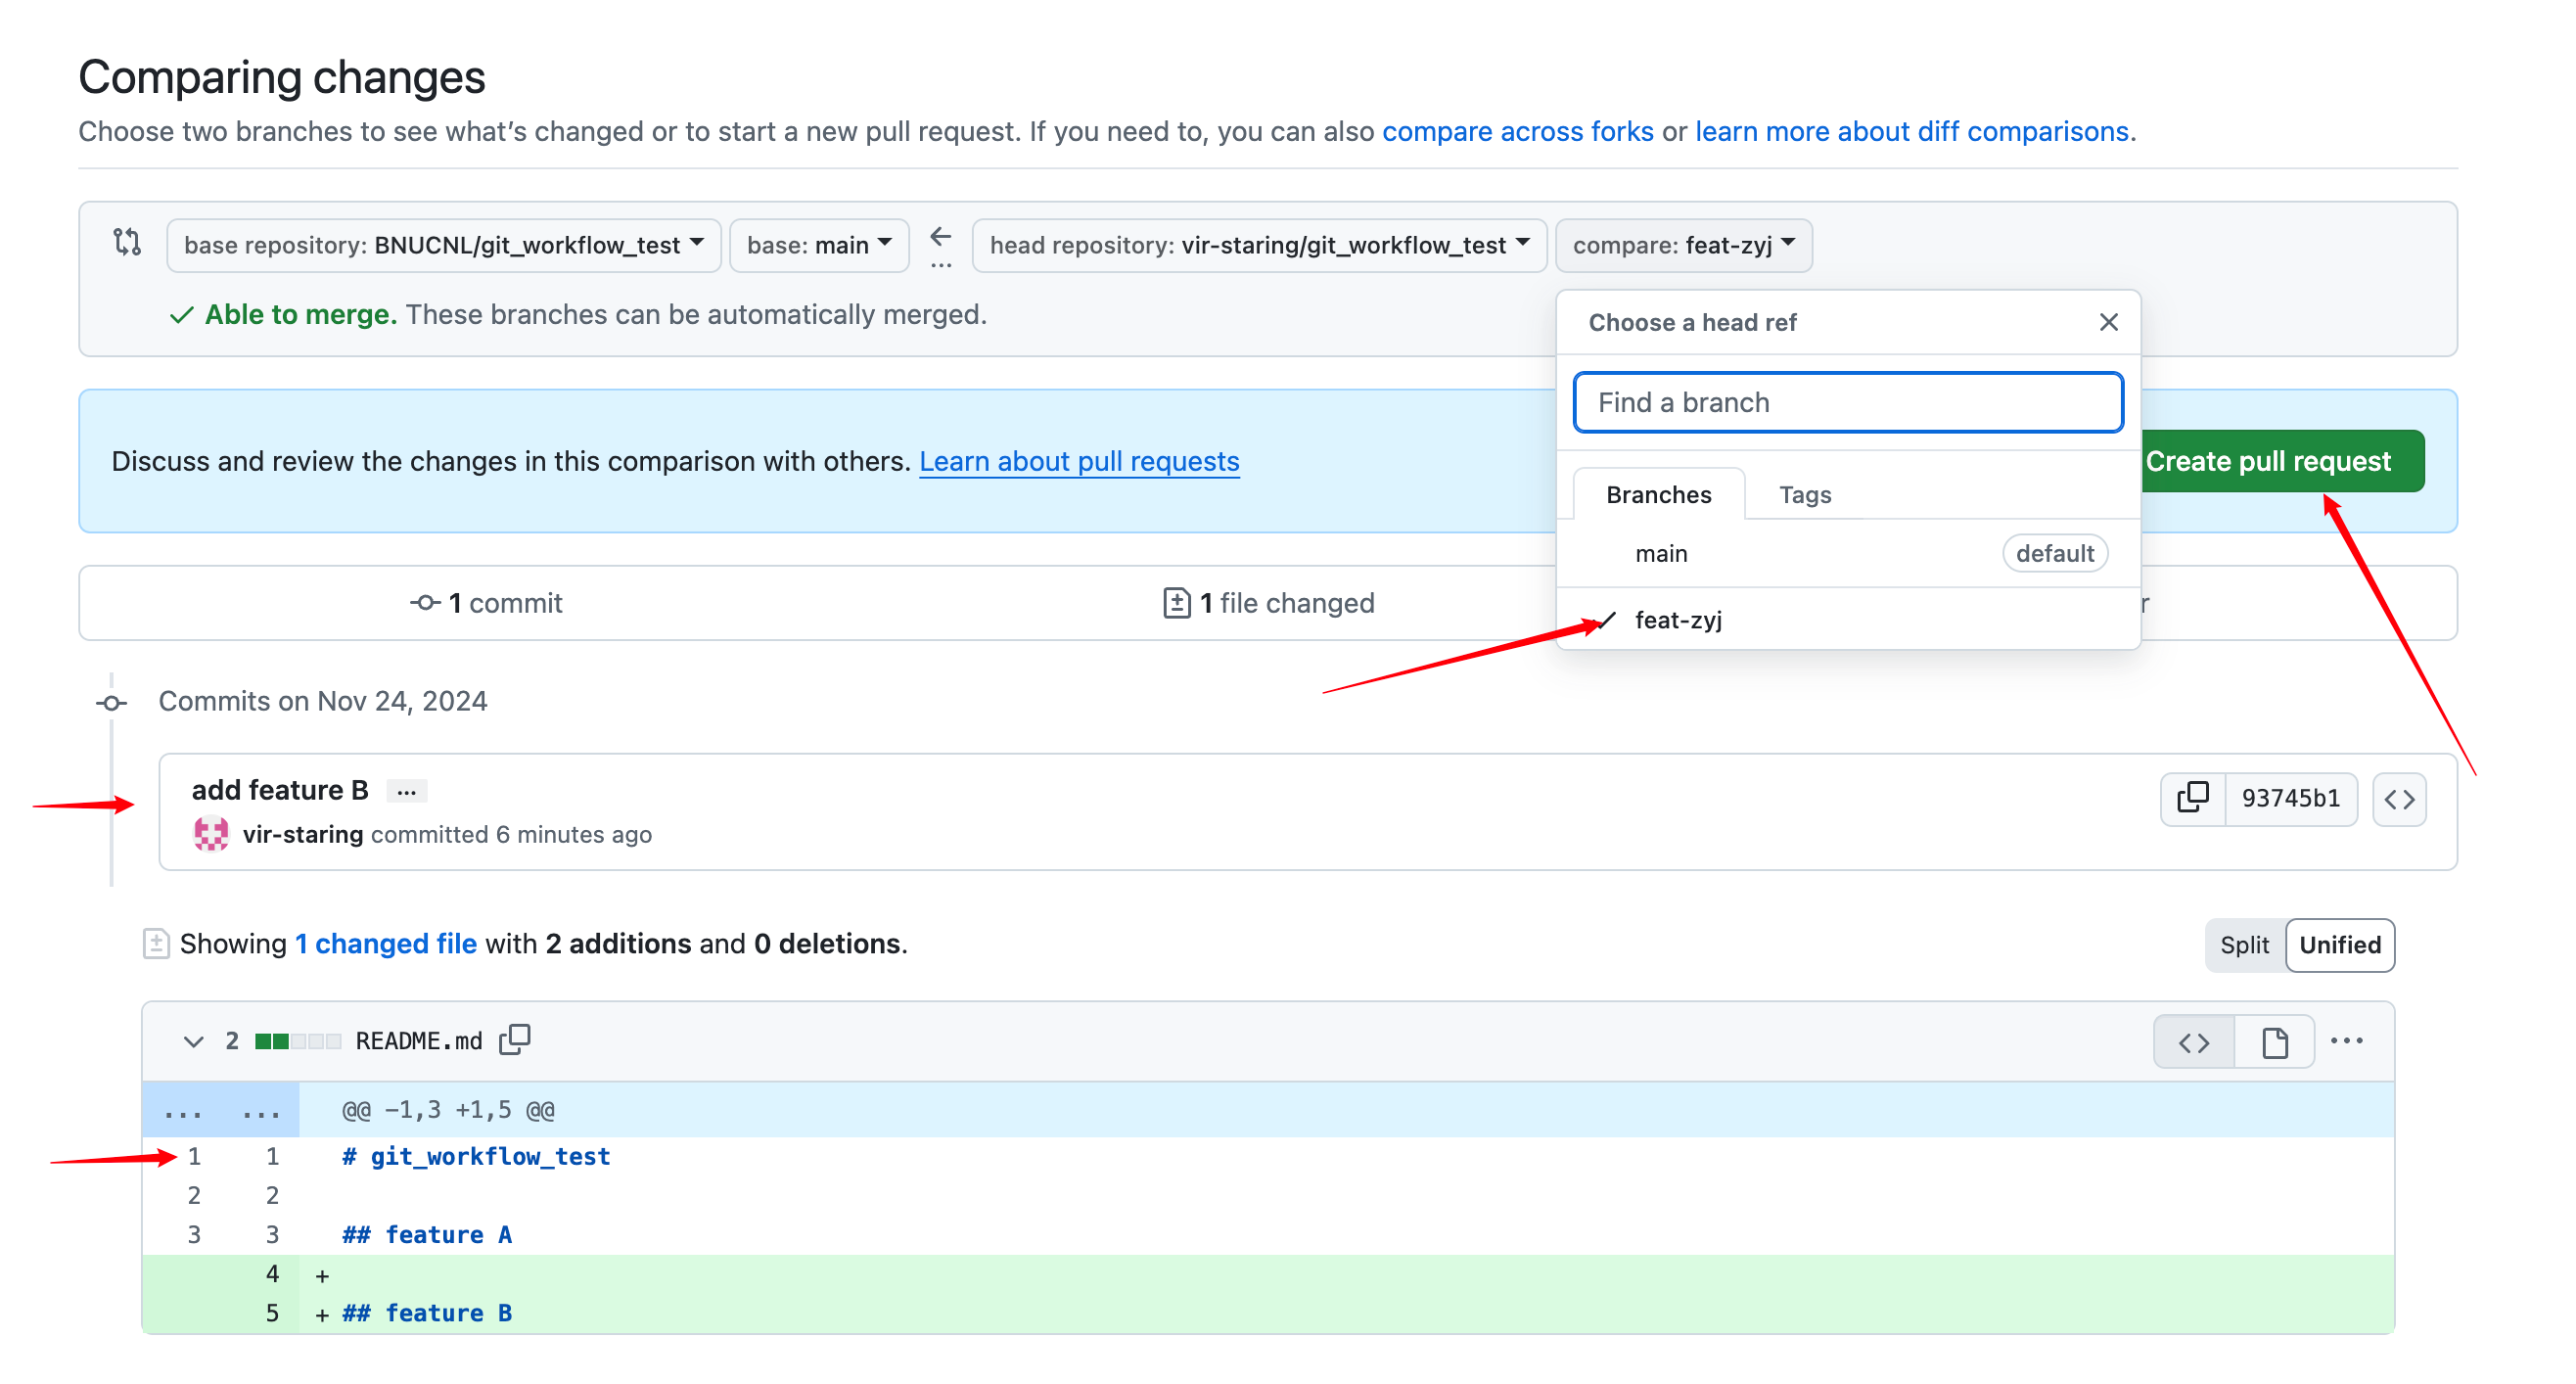 Comparing changes
Choose two branches to see what’s changed or to start a new pull request. If you need to, you can also compare across forks or learn more about diff comparisons.
base repository: BNUCNL/git_workflow_test base: main ... head repository: vir-staring/git_workflow_test compare: feat-zyj
Able to merge. These branches can be automatically merged.
Choose a head ref
Find a branch
Discuss and review the changes in this comparison with others. Learn about pull requests
Create pull request
Branches Tags
main default
1 commit 1 file changed
feat-zyj
Commits on Nov 24, 2024
add feature B ...
vir-staring committed 6 minutes ago
93745b1
Showing 1 changed file with 2 additions and 0 deletions.
Split Unified
2 README.md
... ... @@ -1,3 +1,5 @@
1 1 # git_workflow_test
2 2
3 3 ## feature A
4 +
5 + ## feature B